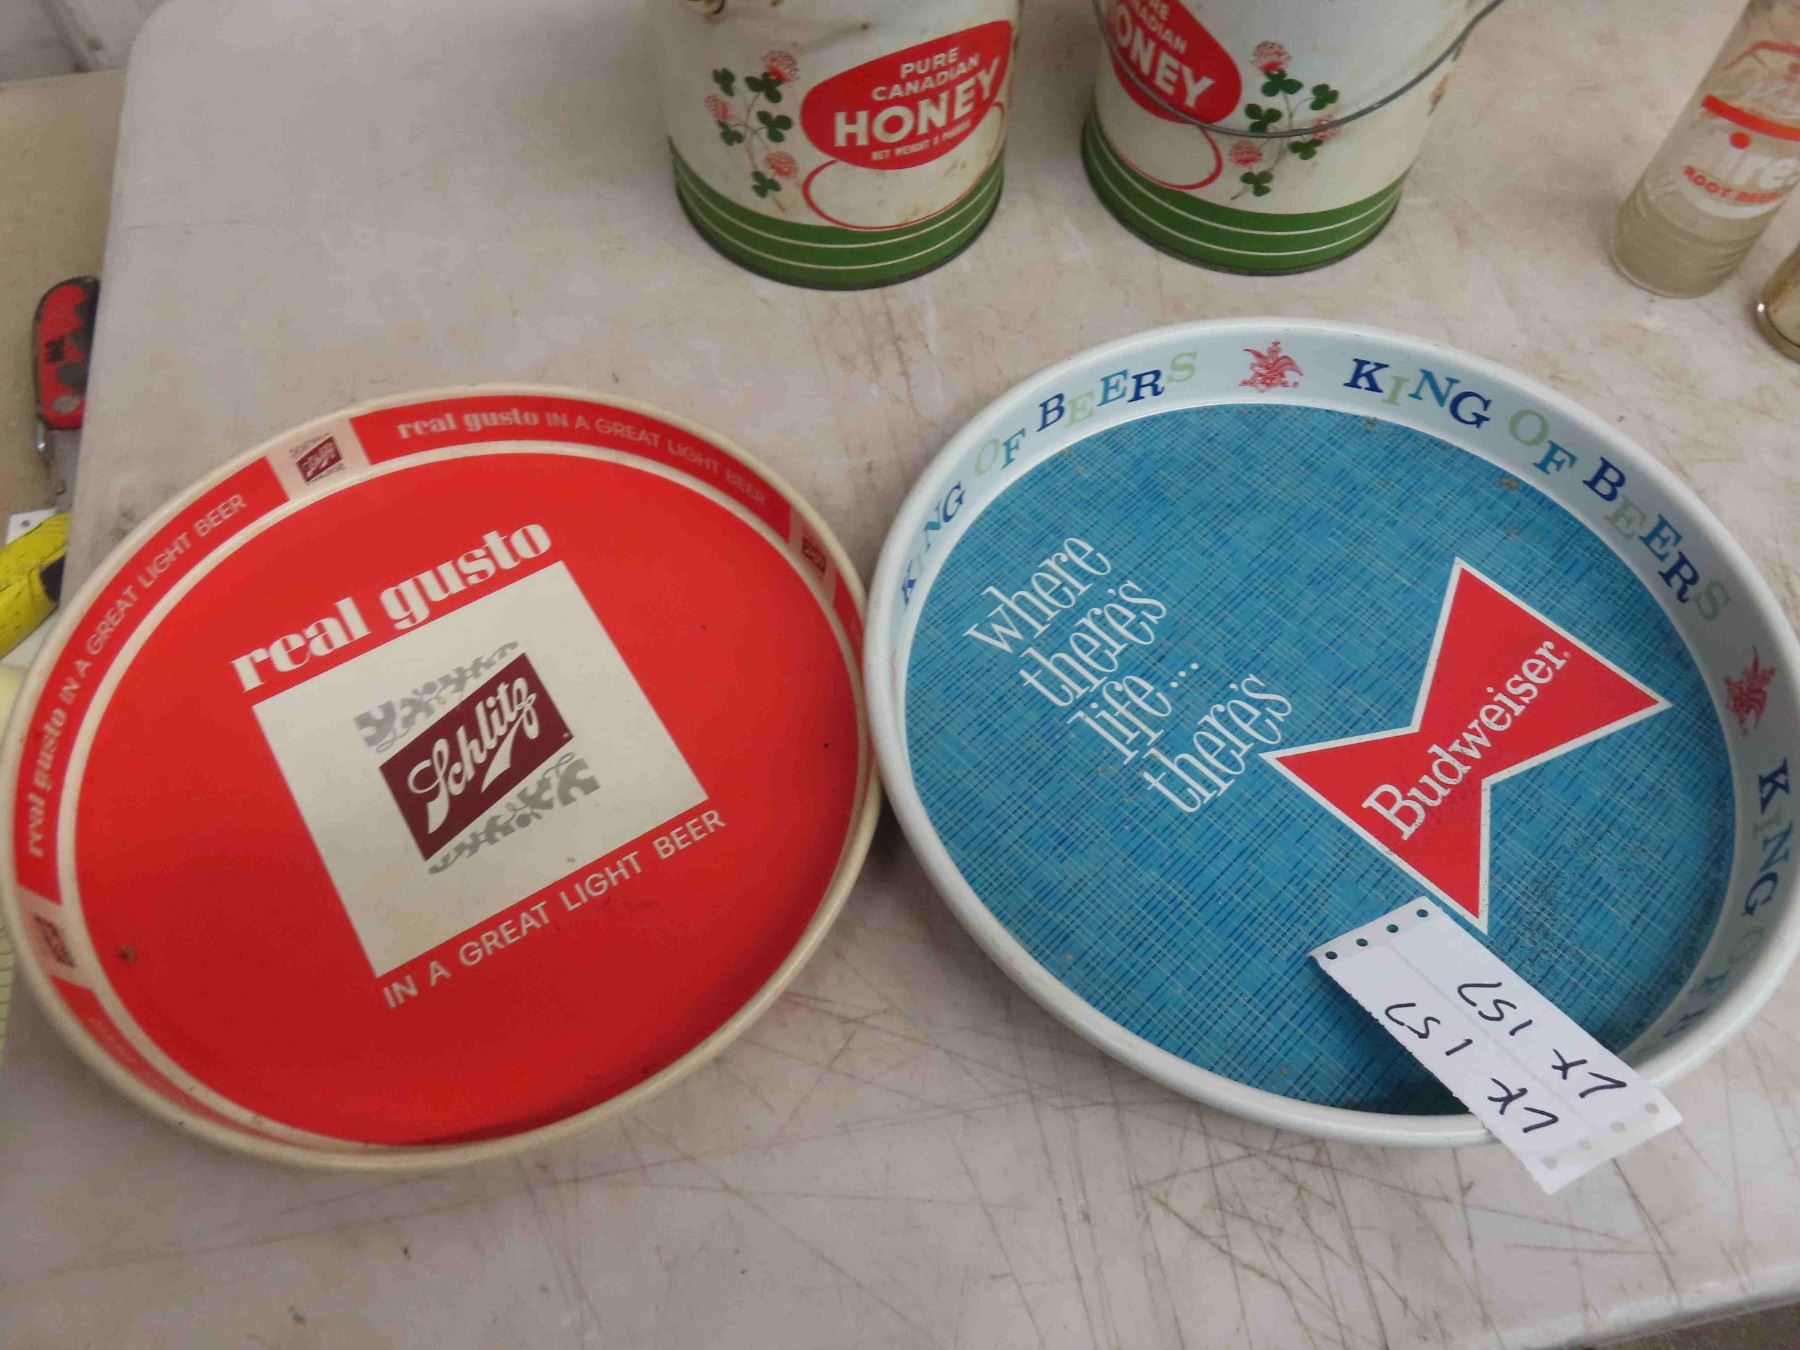 PURE
CANADIAN
HONEY
NET WEIGHT 8 POUNDS
HONEY
ROOT BEER
real gusto IN A GREAT LIGHT BEER
real gusto IN A GREAT LIGHT BEER
real gusto
Schlitz
IN A GREAT LIGHT BEER
KING OF BEERS
KING OF BEERS
KING OF
where
there's
life...
there's
Budweiser®
LX 157
LX 157